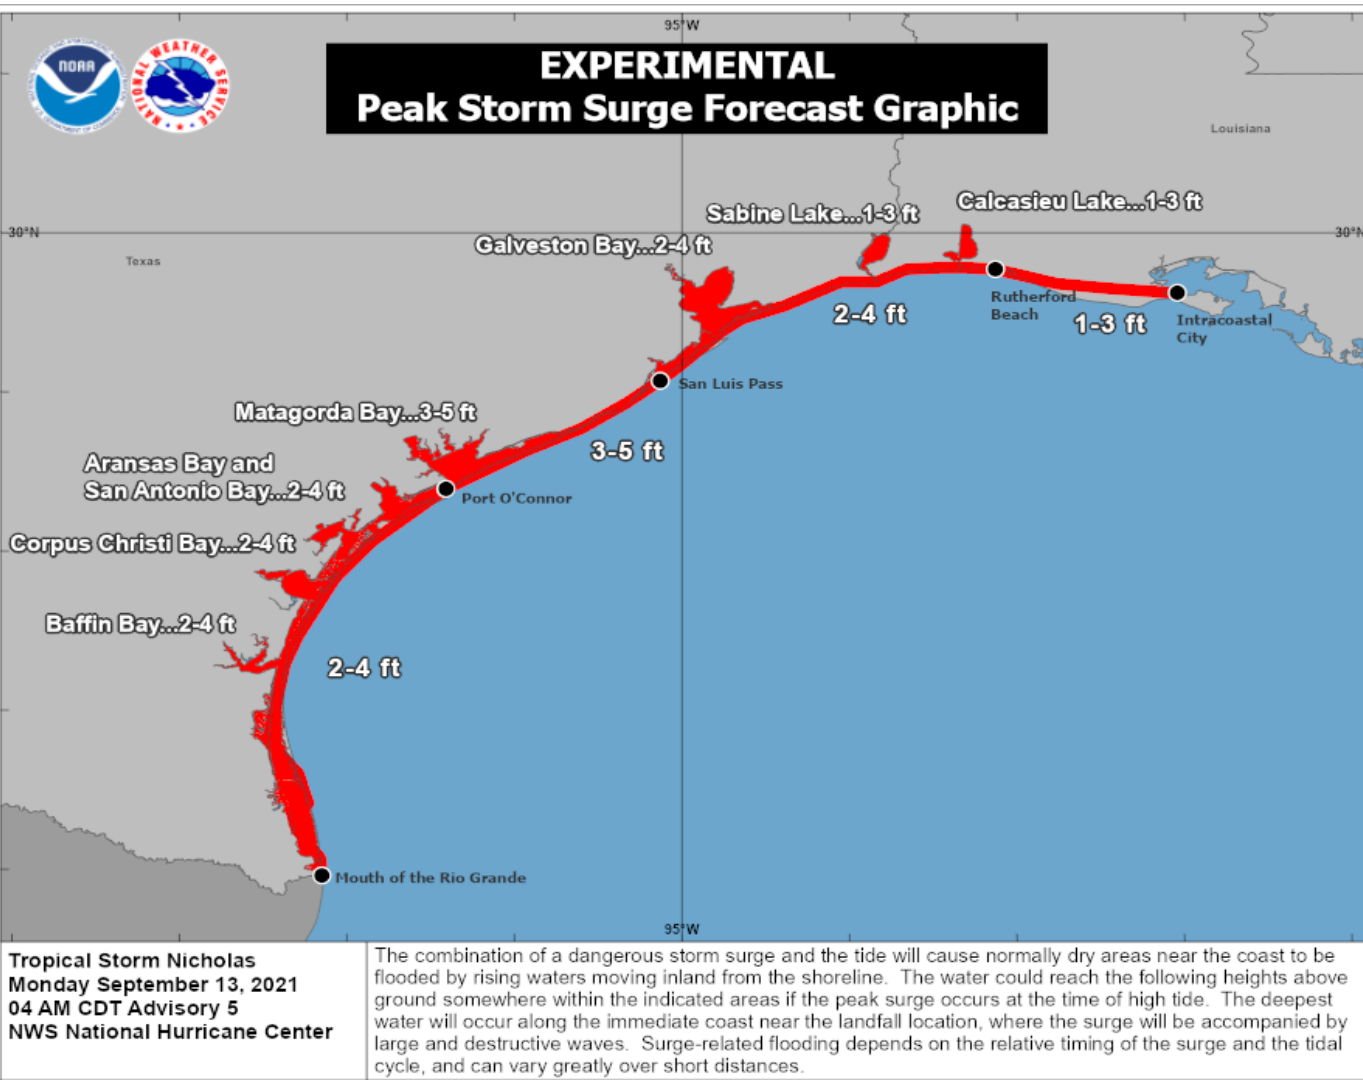 95°W
NOAA
NATIONAL WEATHER SERVICE
EXPERIMENTAL
Peak Storm Surge Forecast Graphic
Louisiana
Calcasieu Lake...1-3 ft
Sabine Lake...1-3 ft
30°N
30°N
Galveston Bay...2-4 ft
Texas
Rutherford
Beach
2-4 ft
1-3 ft
Intracoastal
City
San Luis Pass
Matagorda Bay...3-5 ft
3-5 ft
Aransas Bay and
San Antonio Bay...2-4 ft
Port O'Connor
Corpus Christi Bay...2-4 ft
Baffin Bay...2-4 ft
2-4 ft
Mouth of the Rio Grande
95°W
Tropical Storm Nicholas
Monday September 13, 2021
04 AM CDT Advisory 5
NWS National Hurricane Center
The combination of a dangerous storm surge and the tide will cause normally dry areas near the coast to be
flooded by rising waters moving inland from the shoreline.  The water could reach the following heights above
ground somewhere within the indicated areas if the peak surge occurs at the time of high tide.  The deepest
water will occur along the immediate coast near the landfall location, where the surge will be accompanied by
large and destructive waves.  Surge-related flooding depends on the relative timing of the surge and the tidal
cycle, and can vary greatly over short distances.